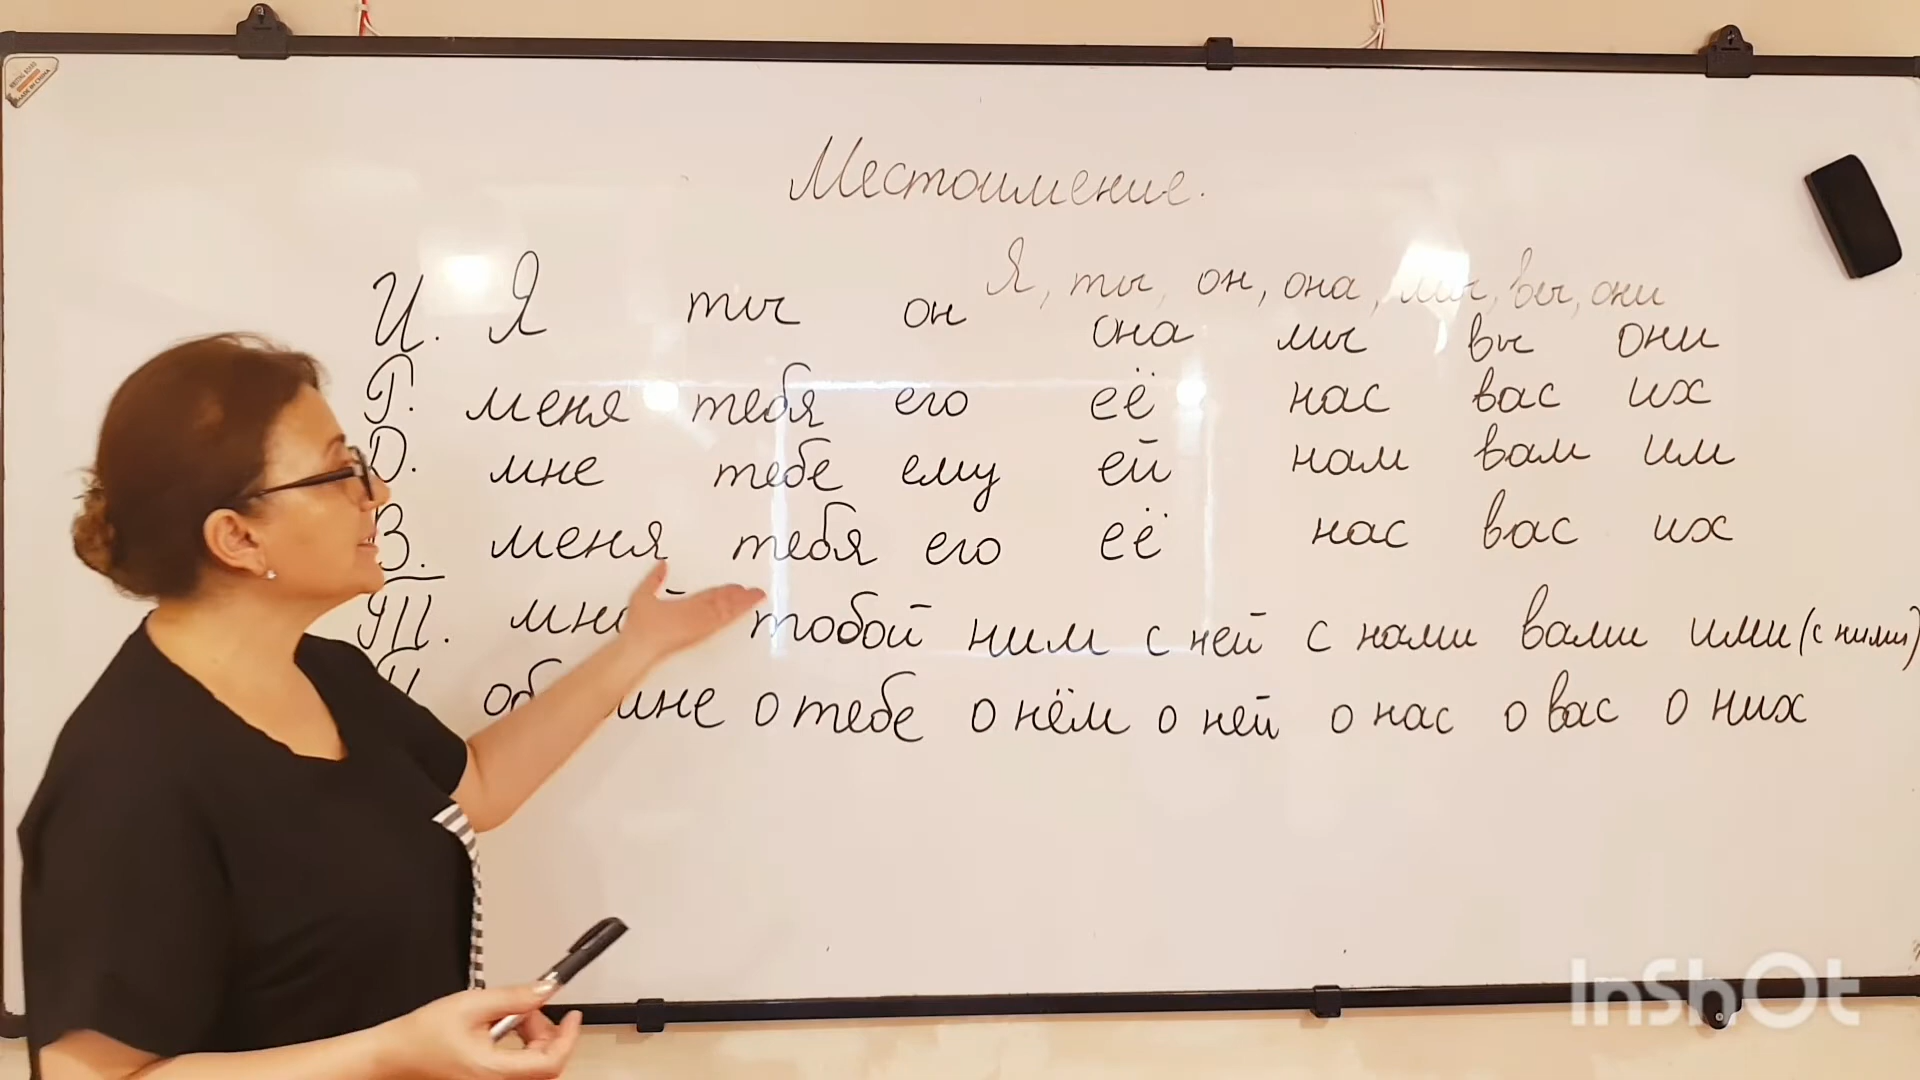 Местоимение.
Я, ты, он, она, мы, вы, они
И. Я ты он она мы вы они
Р. меня тебя его её нас вас их
Д. мне тебе ему ей нам вам им
В. меня тебя его её нас вас их
Т. тобой ним с ней с нами вами ими (с ними)
мне о тебе о нём о ней о нас о вас о них
InShOt